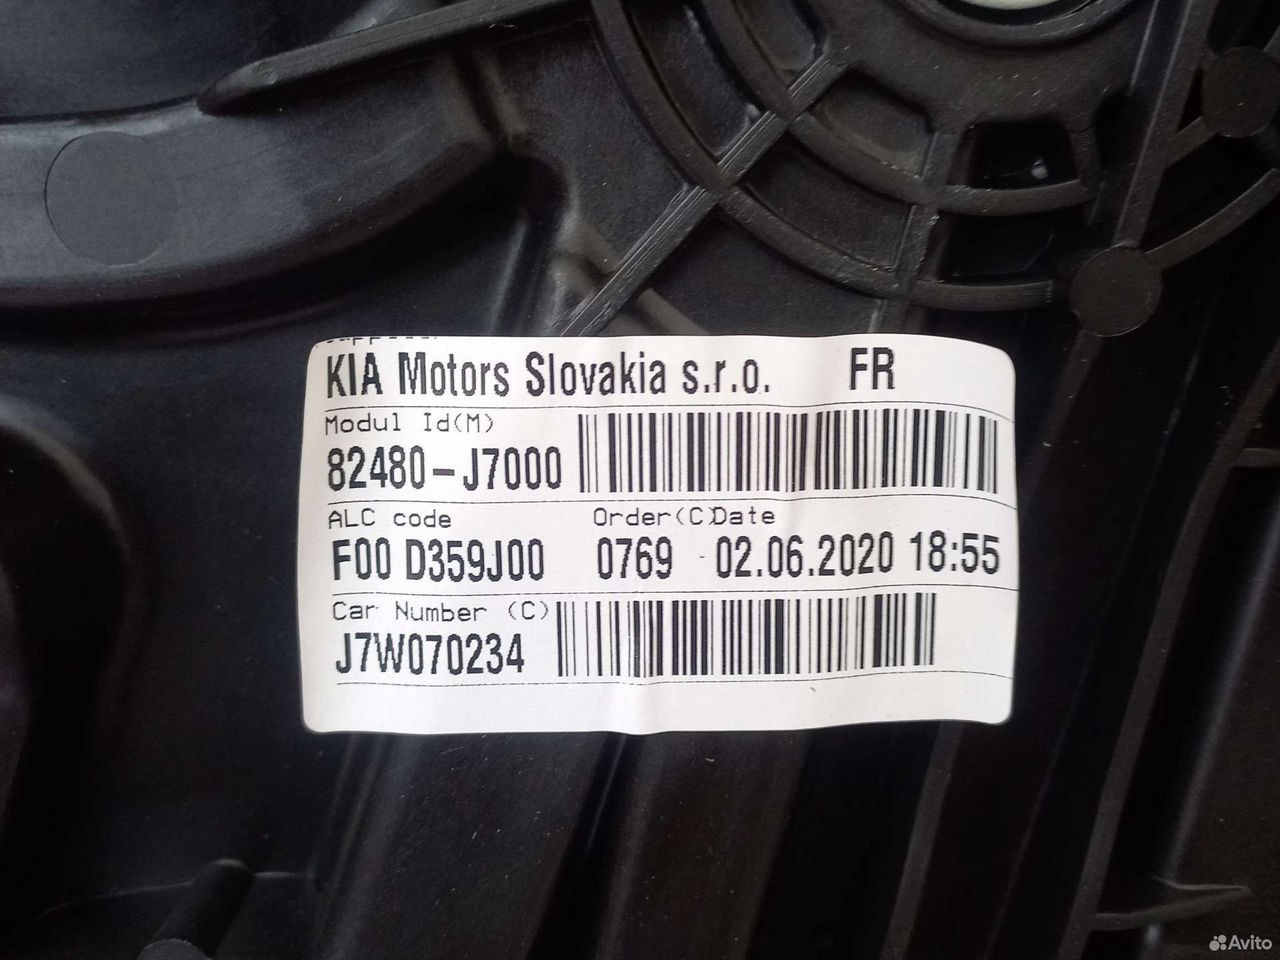 KIA Motors Slovakia s.r.o. FR
Modul Id(M)
82480-J7000
ALC code Order(C)Date
F00 D359J00 0769 02.06.2020 18:55
Car Number (C)
J7W070234
Avito